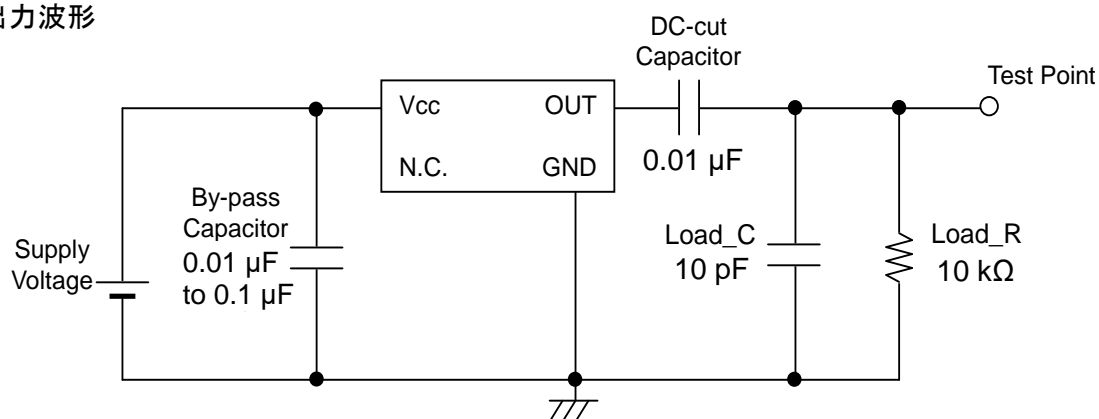 出力波形
DC-cut
Capacitor
Test Point
Vcc
OUT
N.C.
GND
0.01 µF
By-pass
Capacitor
0.01 µF
to 0.1 µF
Supply
Voltage
Load_C
10 pF
Load_R
10 kΩ